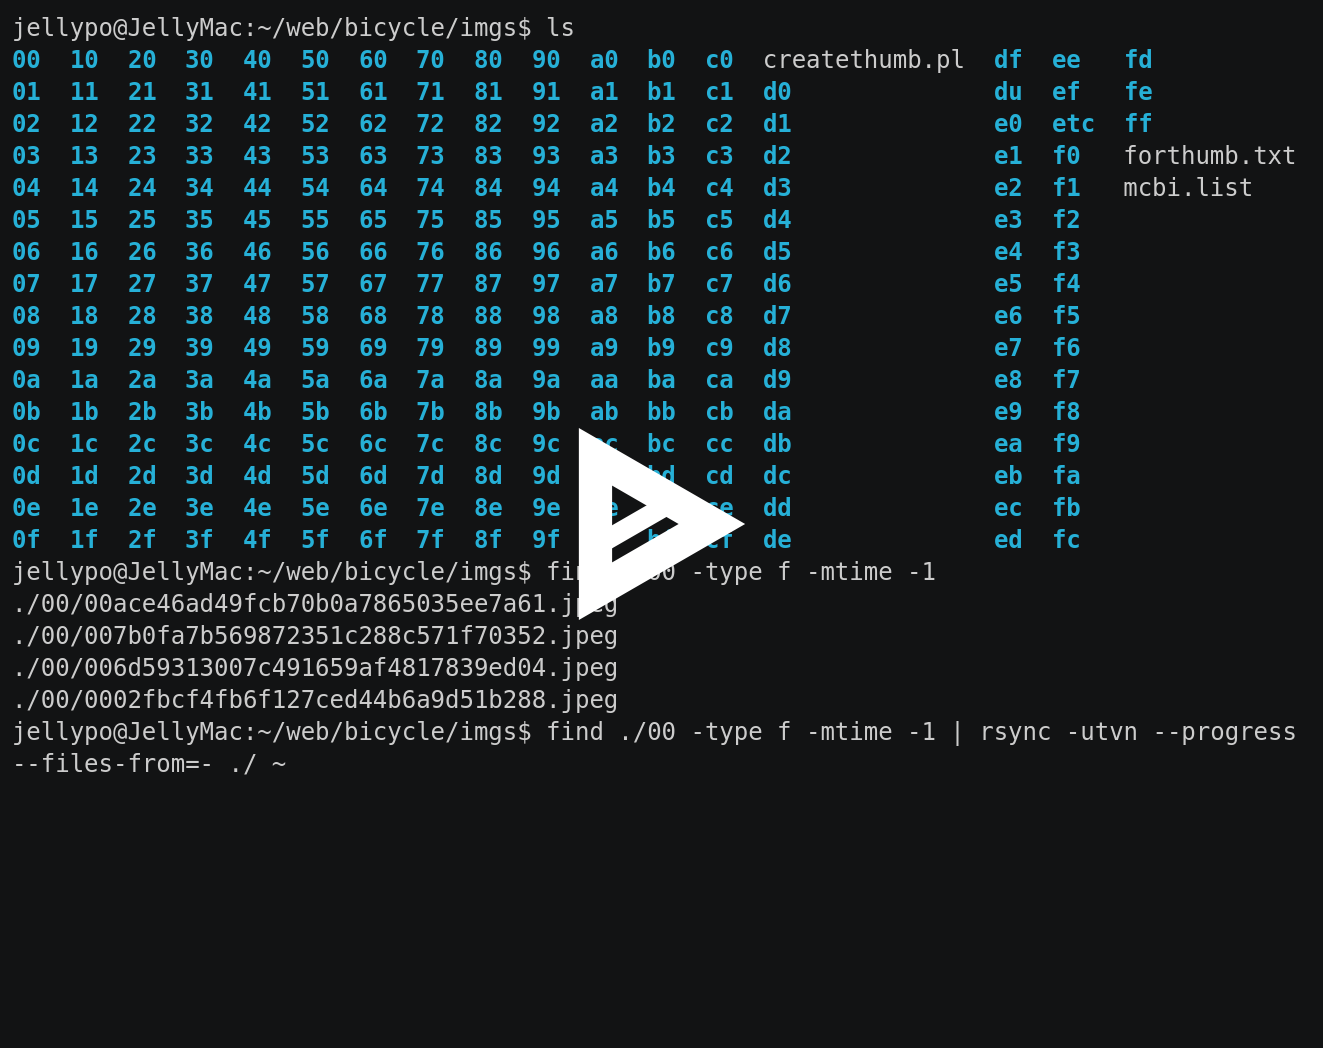 jellypo@JellyMac:~/web/bicycle/imgs$ ls
00 10 20 30 40 50 60 70 80 90 a0 b0 c0 createthumb.pl df ee fd
01 11 21 31 41 51 61 71 81 91 a1 b1 c1 d0 du ef fe
02 12 22 32 42 52 62 72 82 92 a2 b2 c2 d1 e0 etc ff
03 13 23 33 43 53 63 73 83 93 a3 b3 c3 d2 e1 f0 forthumb.txt
04 14 24 34 44 54 64 74 84 94 a4 b4 c4 d3 e2 f1 mcbi.list
05 15 25 35 45 55 65 75 85 95 a5 b5 c5 d4 e3 f2
06 16 26 36 46 56 66 76 86 96 a6 b6 c6 d5 e4 f3
07 17 27 37 47 57 67 77 87 97 a7 b7 c7 d6 e5 f4
08 18 28 38 48 58 68 78 88 98 a8 b8 c8 d7 e6 f5
09 19 29 39 49 59 69 79 89 99 a9 b9 c9 d8 e7 f6
0a 1a 2a 3a 4a 5a 6a 7a 8a 9a aa ba ca d9 e8 f7
0b 1b 2b 3b 4b 5b 6b 7b 8b 9b ab bb cb da e9 f8
0c 1c 2c 3c 4c 5c 6c 7c 8c 9c bc cc db ea f9
0d 1d 2d 3d 4d 5d 6d 7d 8d 9d bd cd dc eb fa
0e 1e 2e 3e 4e 5e 6e 7e 8e 9e ce dd ec fb
0f 1f 2f 3f 4f 5f 6f 7f 8f 9f cf de ed fc
jellypo@JellyMac:~/web/bicycle/imgs$ find ./00 -type f -mtime -1
./00/00ace46ad49fcb70b0a7865035ee7a61.jpeg
./00/007b0fa7b569872351c288c571f70352.jpeg
./00/006d59313007c491659af4817839ed04.jpeg
./00/0002fbcf4fb6f127ced44b6a9d51b288.jpeg
jellypo@JellyMac:~/web/bicycle/imgs$ find ./00 -type f -mtime -1 | rsync -utvn --progress
--files-from=- ./ ~